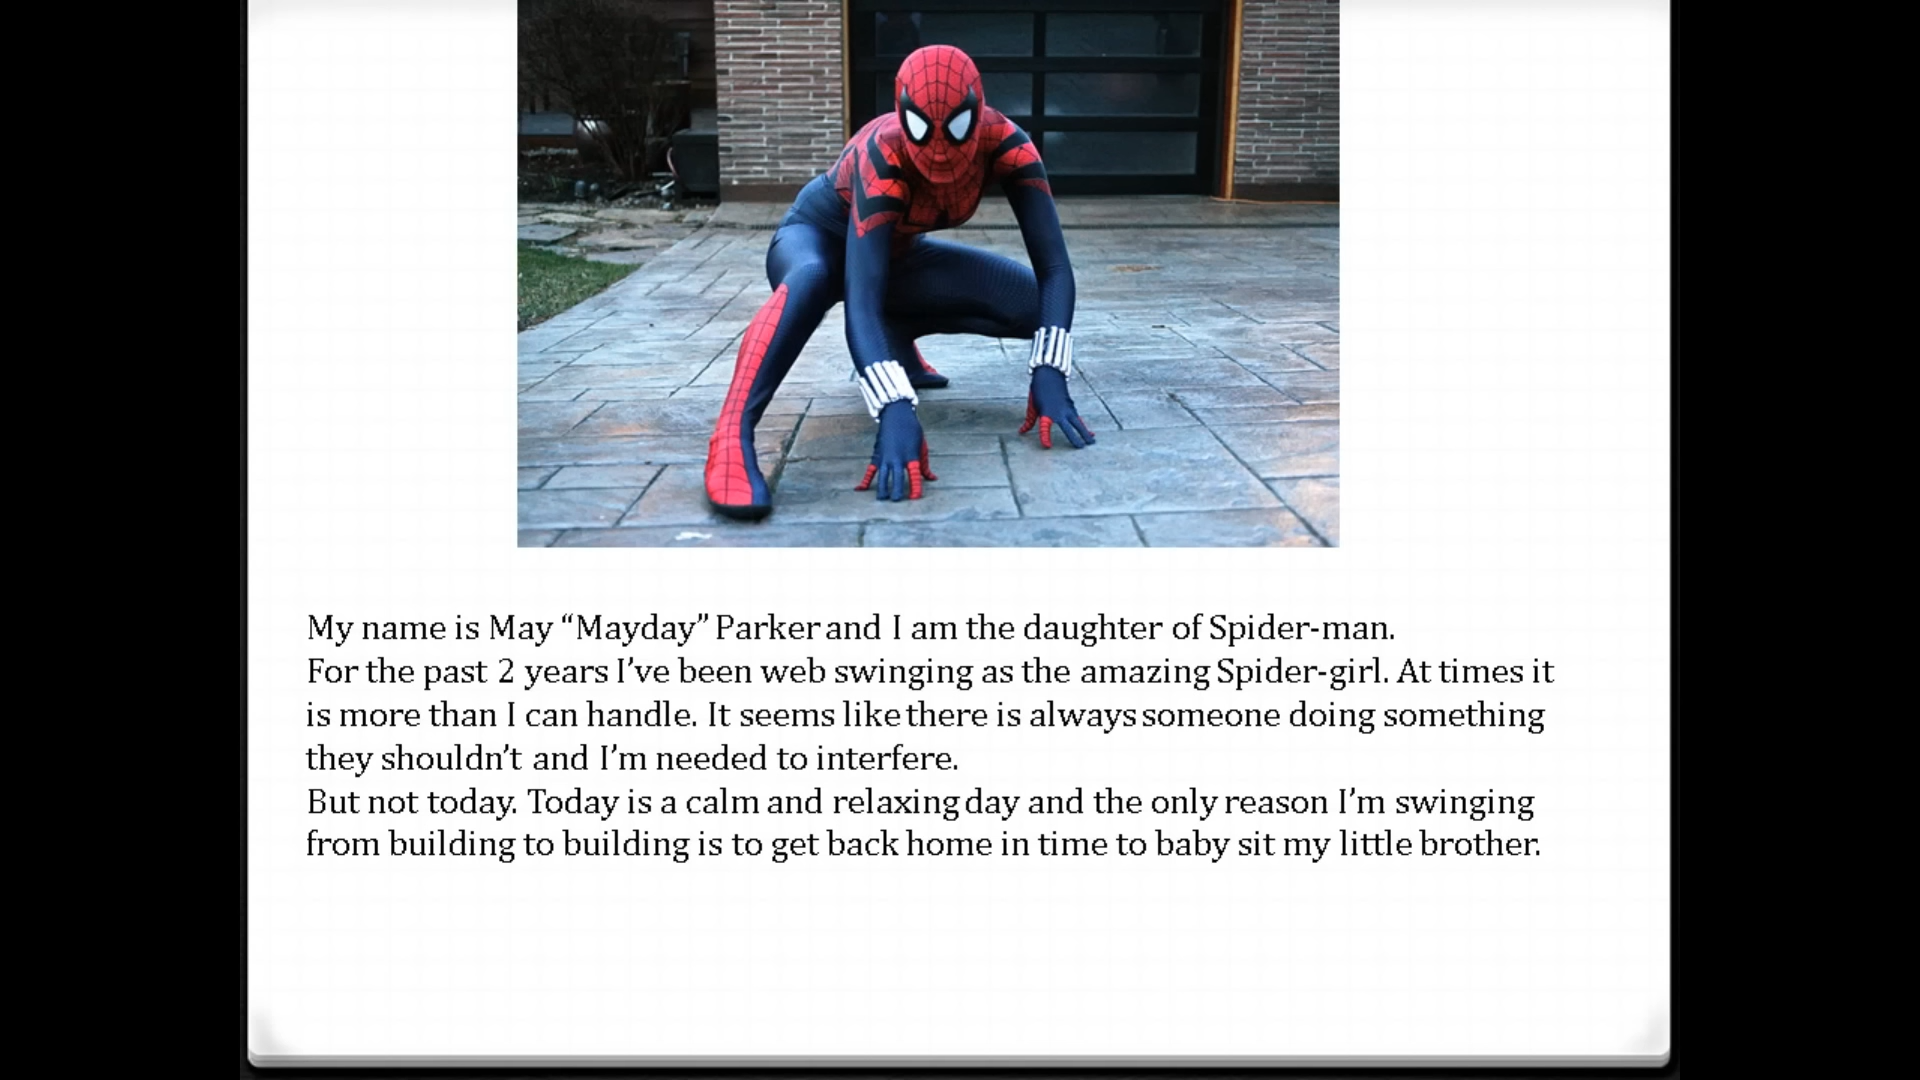 My name is May “Mayday” Parker and I am the daughter of Spider-man.
For the past 2 years I’ve been web swinging as the amazing Spider-girl. At times it
is more than I can handle. It seems like there is always someone doing something
they shouldn’t and I’m needed to interfere.
But not today. Today is a calm and relaxing day and the only reason I’m swinging
from building to building is to get back home in time to baby sit my little brother.